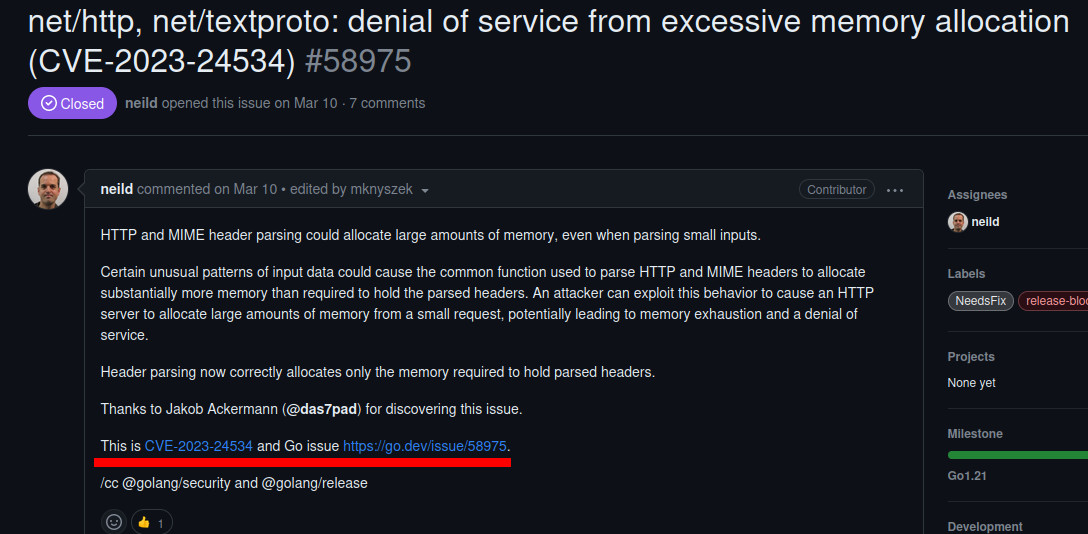 net/http, net/textproto: denial of service from excessive memory allocation
(CVE-2023-24534) #58975
Closed neild opened this issue on Mar 10 · 7 comments
neild commented on Mar 10 • edited by mknyszek
Contributor
HTTP and MIME header parsing could allocate large amounts of memory, even when parsing small inputs.
Certain unusual patterns of input data could cause the common function used to parse HTTP and MIME headers to allocate
substantially more memory than required to hold the parsed headers. An attacker can exploit this behavior to cause an HTTP
server to allocate large amounts of memory from a small request, potentially leading to memory exhaustion and a denial of
service.
Header parsing now correctly allocates only the memory required to hold parsed headers.
Thanks to Jakob Ackermann (@das7pad) for discovering this issue.
This is CVE-2023-24534 and Go issue https://go.dev/issue/58975.
/cc @golang/security and @golang/release
👍 1
Assignees
neild
Labels
NeedsFix release-bloc
Projects
None yet
Milestone
Go1.21
Development